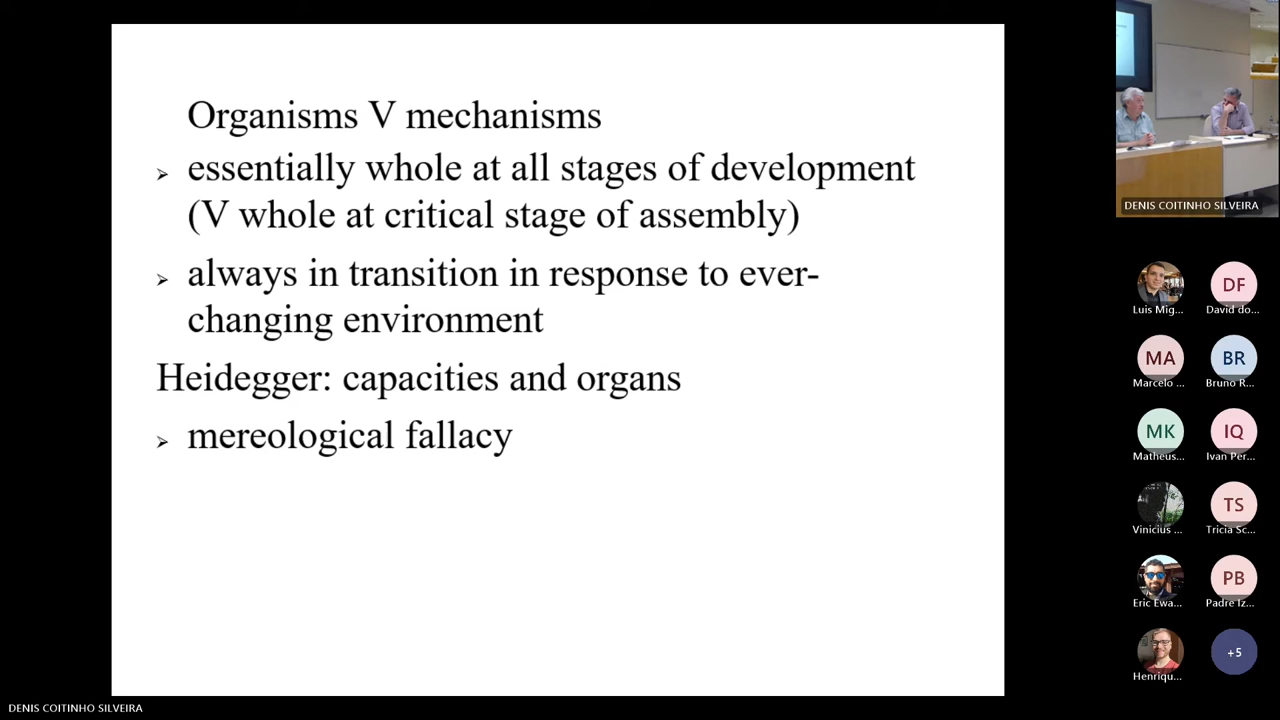 Organisms V mechanisms
➢ essentially whole at all stages of development
(V whole at critical stage of assembly)
➢ always in transition in response to ever-
changing environment
Heidegger: capacities and organs
➢ mereological fallacy
DENIS COITINHO SILVEIRA
Luis Mig...
DF
David do...
MA
Marcelo ...
BR
Bruno R...
MK
Matheus...
IQ
Ivan Per...
Vinicius ...
TS
Tricia Sc...
Eric Ewa...
PB
Padre Iz...
Henriqu...
+5
DENIS COITINHO SILVEIRA